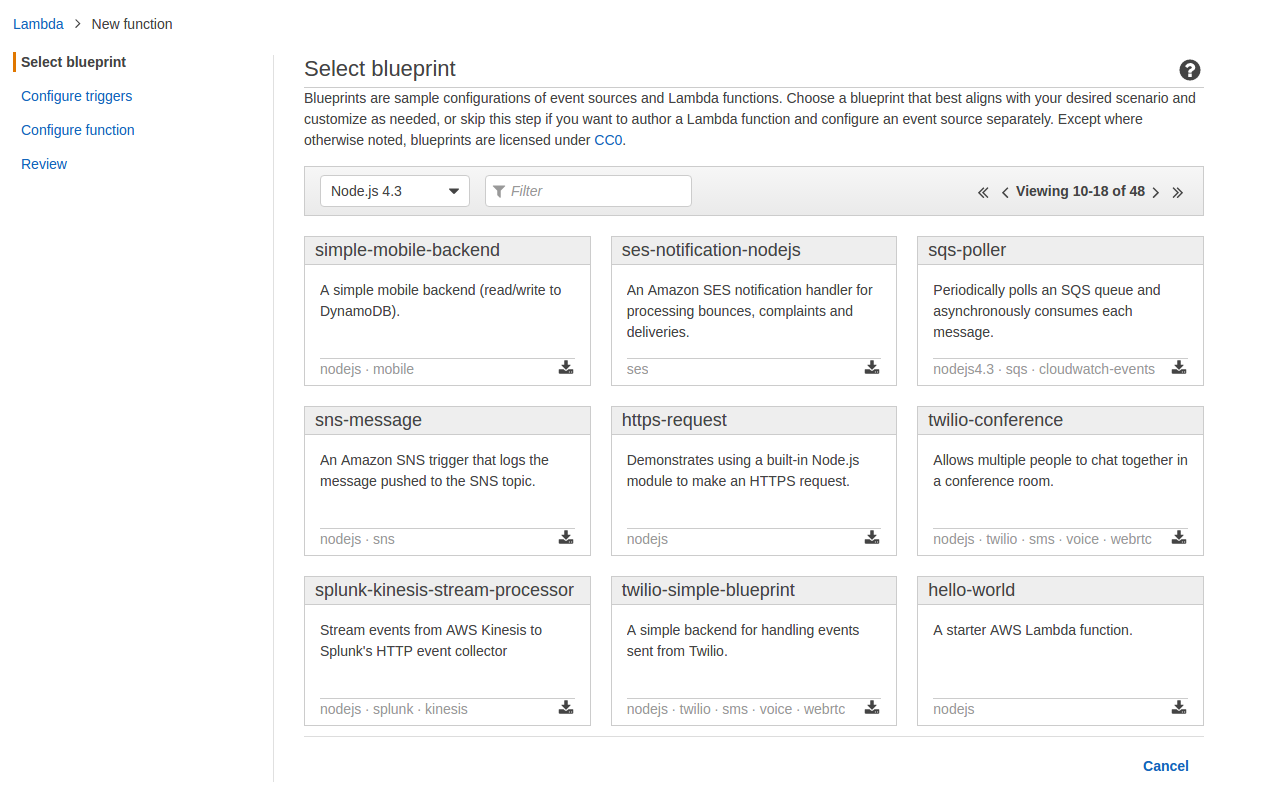 Lambda > New function
Select blueprint
Configure triggers
Configure function
Review
Select blueprint
Blueprints are sample configurations of event sources and Lambda functions. Choose a blueprint that best aligns with your desired scenario and
customize as needed, or skip this step if you want to author a Lambda function and configure an event source separately. Except where
otherwise noted, blueprints are licensed under CC0.
Node.js 4.3
Filter
« ‹ Viewing 10-18 of 48 › »
simple-mobile-backend
A simple mobile backend (read/write to
DynamoDB).
nodejs · mobile
ses-notification-nodejs
An Amazon SES notification handler for
processing bounces, complaints and
deliveries.
ses
sqs-poller
Periodically polls an SQS queue and
asynchronously consumes each
message.
nodejs4.3 · sqs · cloudwatch-events
sns-message
An Amazon SNS trigger that logs the
message pushed to the SNS topic.
nodejs · sns
https-request
Demonstrates using a built-in Node.js
module to make an HTTPS request.
nodejs
twilio-conference
Allows multiple people to chat together in
a conference room.
nodejs · twilio · sms · voice · webrtc
splunk-kinesis-stream-processor
Stream events from AWS Kinesis to
Splunk's HTTP event collector
nodejs · splunk · kinesis
twilio-simple-blueprint
A simple backend for handling events
sent from Twilio.
nodejs · twilio · sms · voice · webrtc
hello-world
A starter AWS Lambda function.
nodejs
Cancel